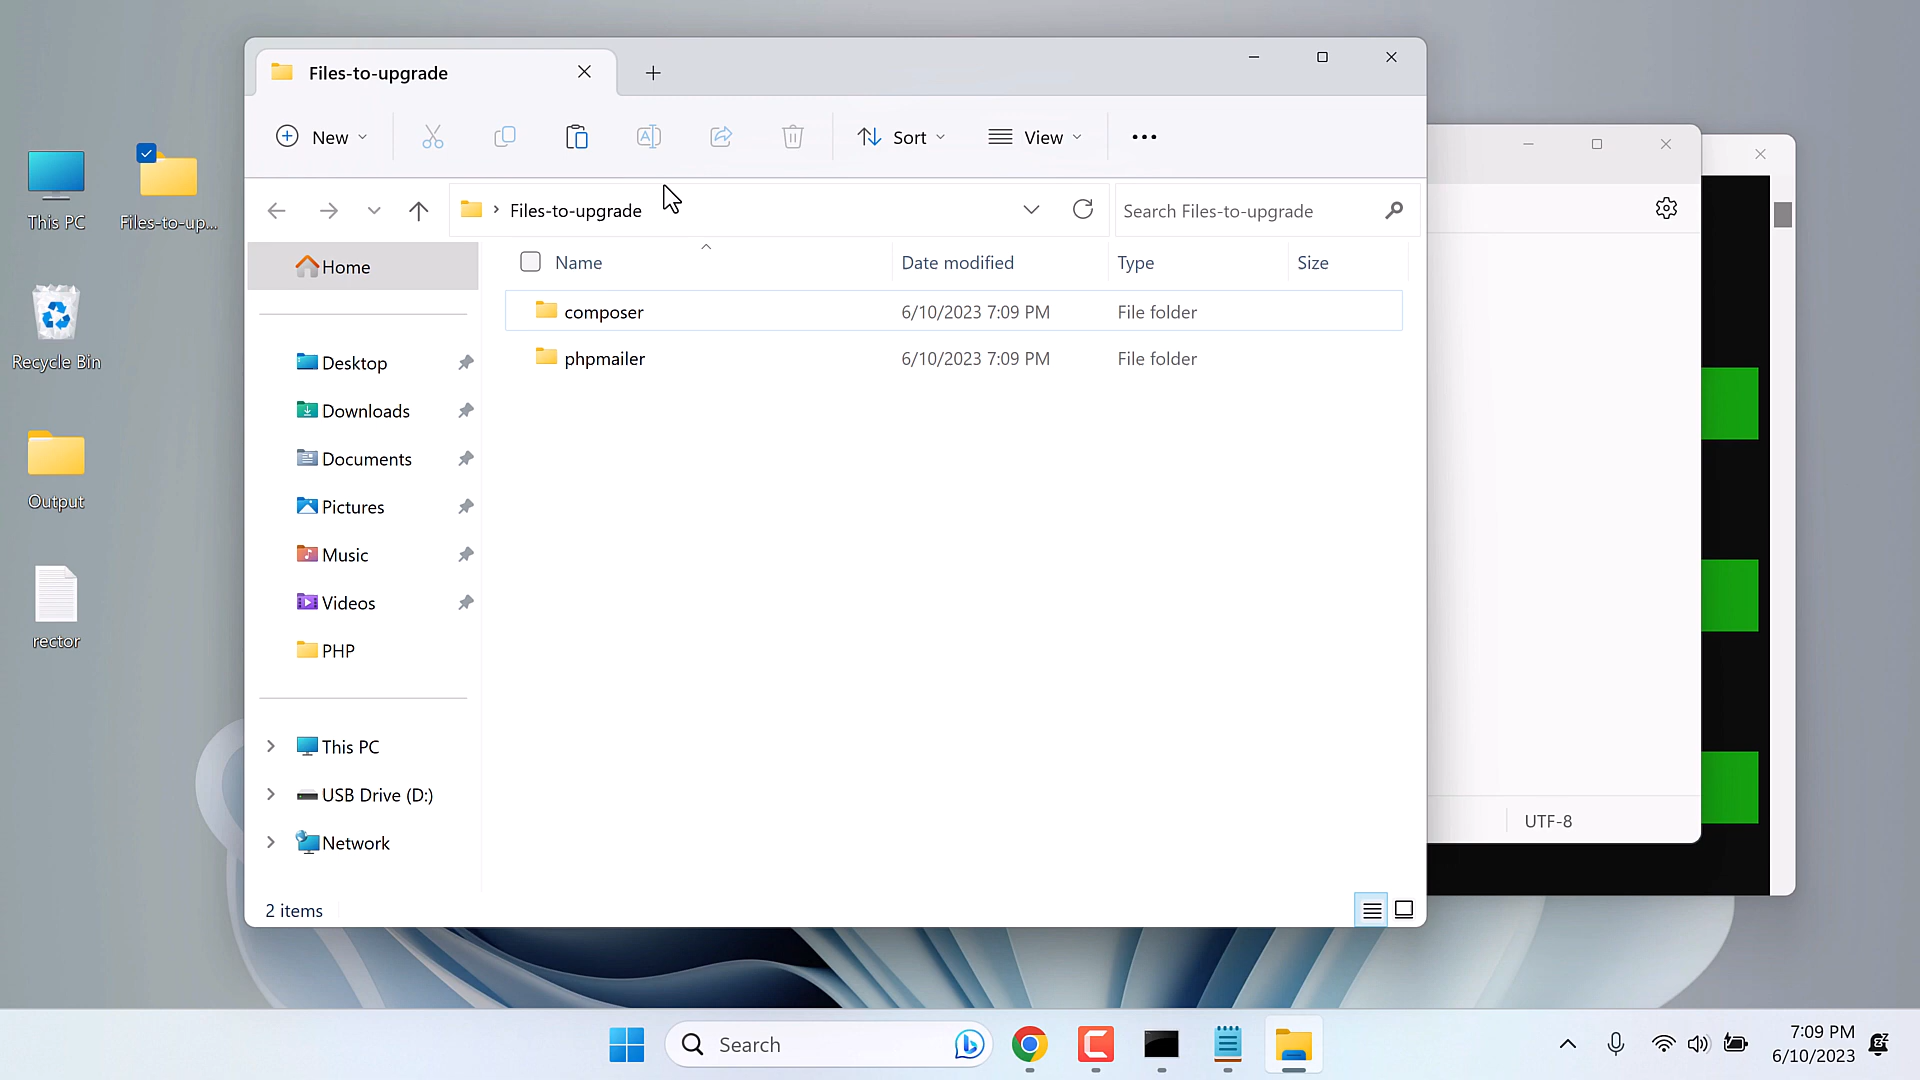 Files-to-upgrade
New
Sort
View
Files-to-upgrade
Search Files-to-upgrade
This PC
Files-to-up...
Recycle Bin
Output
rector
Home
Desktop
Downloads
Documents
Pictures
Music
Videos
PHP
This PC
USB Drive (D:)
Network
Name Date modified Type Size
composer 6/10/2023 7:09 PM File folder
phpmailer 6/10/2023 7:09 PM File folder
2 items
UTF-8
Search
7:09 PM
6/10/2023